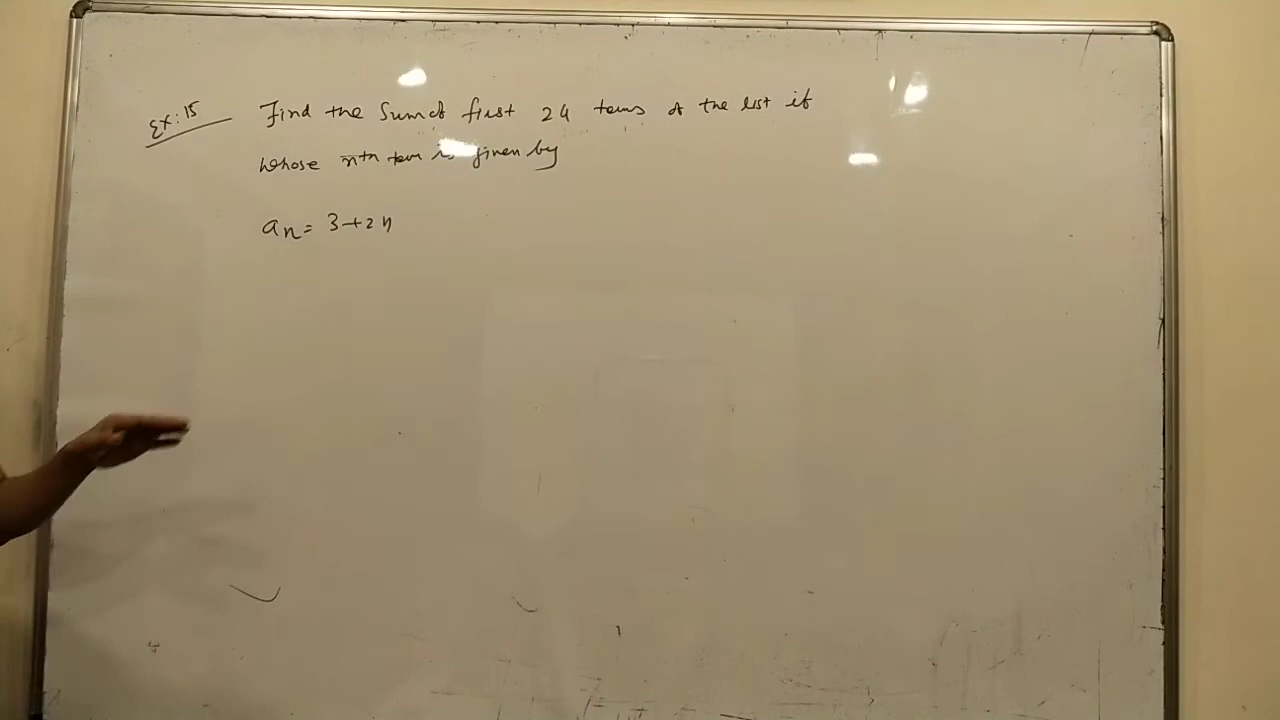 Ex:15 Find the Sum of first 24 terms of the list if
whose nth term is given by
an = 3+2n